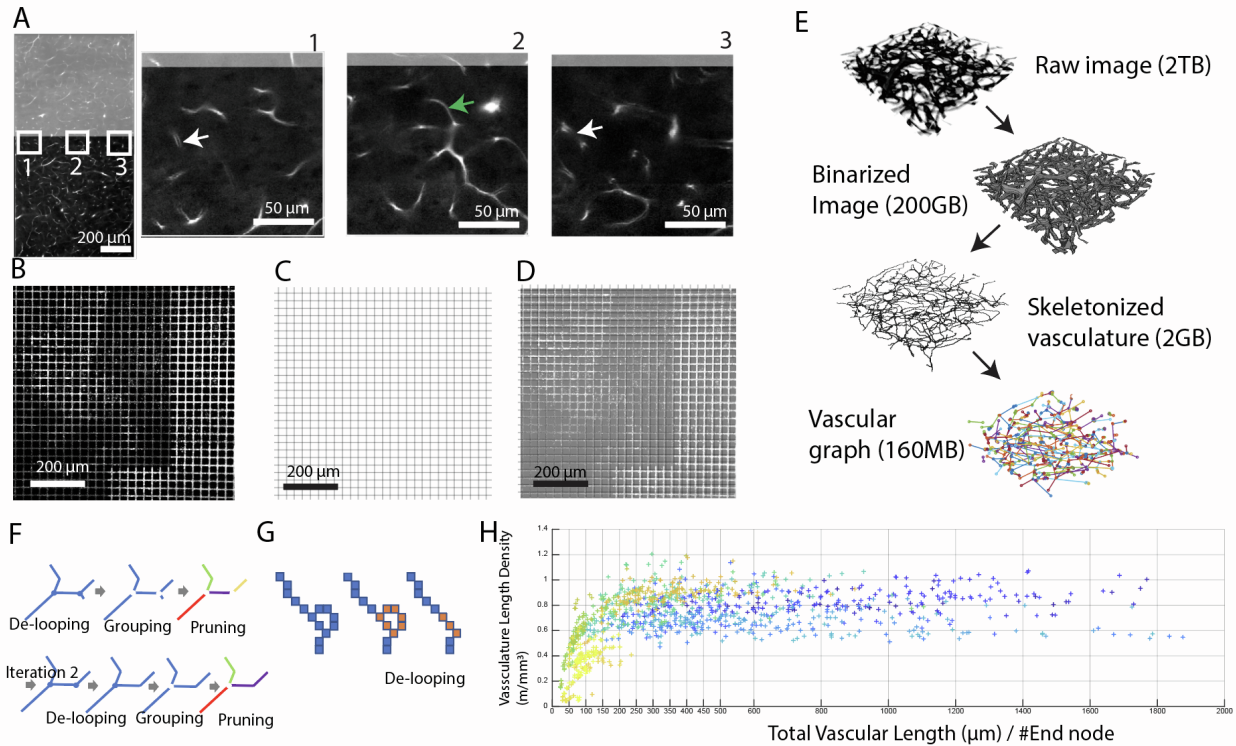 A
1
2
3
1
2
3
200 µm
50 µm
50 µm
50 µm
B
C
D
200 µm
200 µm
200 µm
E
Raw image (2TB)
Binarized
Image (200GB)
Skeletonized
vasculature (2GB)
Vascular
graph (160MB)
F
De-looping
Grouping
Pruning
Iteration 2
De-looping
Grouping
Pruning
G
De-looping
H
Vassculature Length Density
(m/mm³)
1.4
1.2
1
0.8
0.6
0.4
0.2
0
0 50 100 150 200 250 300 350 400 450 500 600 800 1000 1200 1400 1600 1800 2000
Total Vascular Length (µm) / #End node